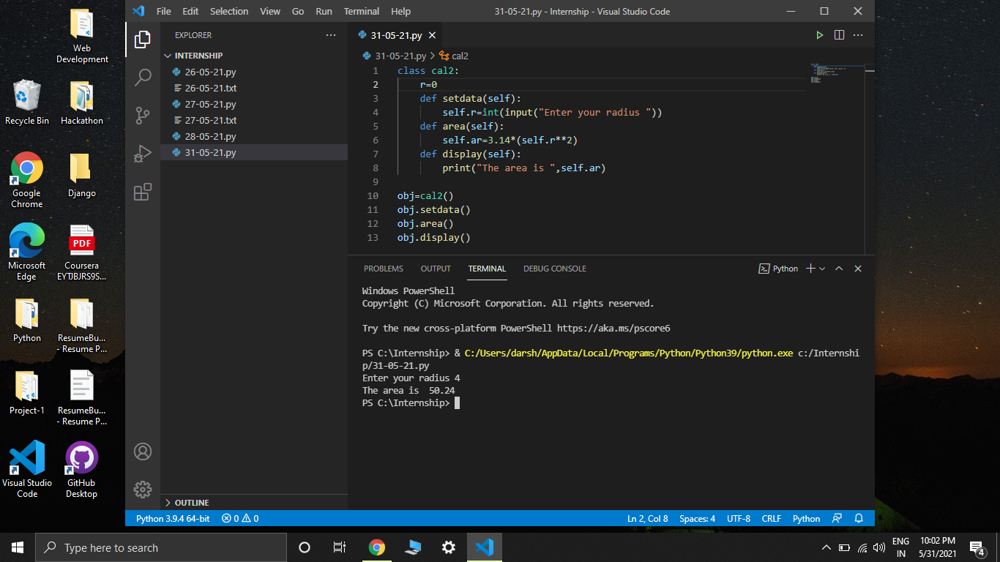 Web
Development
Recycle Bin
Hackathon
Google
Chrome
Django
Microsoft
Edge
PDF
Coursera
EYTJBJRS9S...
Python
ResumeBu...
- Resume P...
Project-1
ResumeBu...
- Resume P...
Visual Studio
Code
GitHub
Desktop
File Edit Selection View Go Run Terminal Help
31-05-21.py - Internship - Visual Studio Code
EXPLORER
INTERNSHIP
26-05-21.py
26-05-21.txt
27-05-21.py
27-05-21.txt
28-05-21.py
31-05-21.py
OUTLINE
31-05-21.py
31-05-21.py > cal2
1 class cal2:
2 r=0
3 def setdata(self):
4 self.r=int(input("Enter your radius "))
5 def area(self):
6 self.ar=3.14*(self.r**2)
7 def display(self):
8 print("The area is ",self.ar)
9
10 obj=cal2()
11 obj.setdata()
12 obj.area()
13 obj.display()
PROBLEMS OUTPUT TERMINAL DEBUG CONSOLE
Python
Windows PowerShell
Copyright (C) Microsoft Corporation. All rights reserved.
Try the new cross-platform PowerShell https://aka.ms/pscore6
PS C:\Internship> & C:/Users/darsh/AppData/Local/Programs/Python/Python39/python.exe c:/Internshi
p/31-05-21.py
Enter your radius 4
The area is  50.24
PS C:\Internship>
Python 3.9.4 64-bit 0 0
Ln 2, Col 8 Spaces: 4 UTF-8 CRLF Python
Type here to search
ENG
IN
10:02 PM
5/31/2021
4